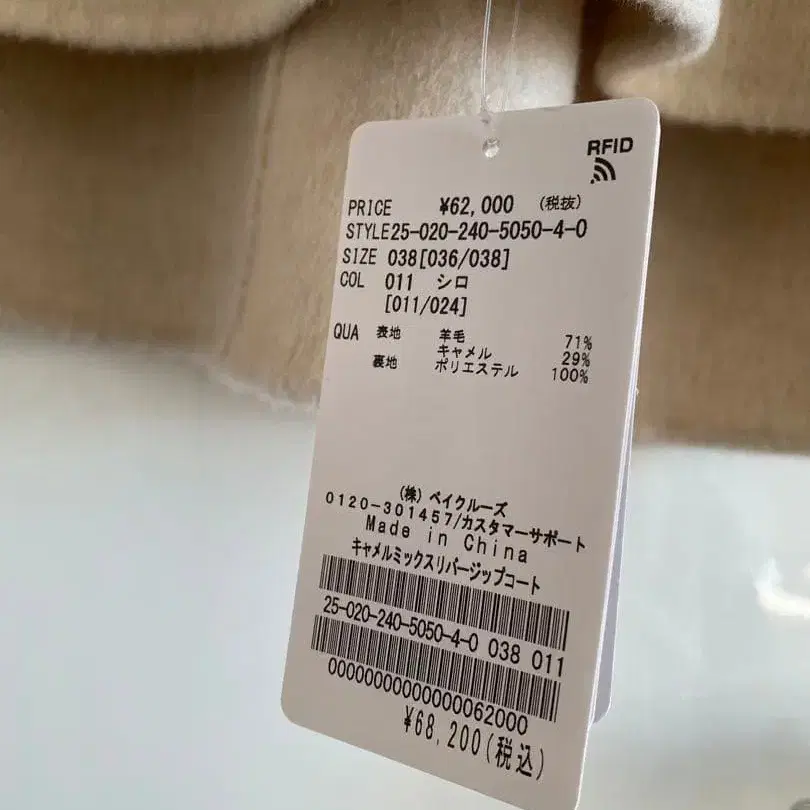 RFID
PRICE ¥62,000 (税抜)
STYLE25-020-240-5050-4-0
SIZE 038[036/038]
COL 011 シロ
[011/024]
QUA 表地 羊毛 71%
キャメル 29%
裏地 ポリエステル 100%
(株) ベイクルーズ
0120-301457/カスタマーサポート
Made in China
キャメルミックスリバージップコート
25-020-240-5050-4-0 038 011
00000000000000062000
¥68,200(税込)